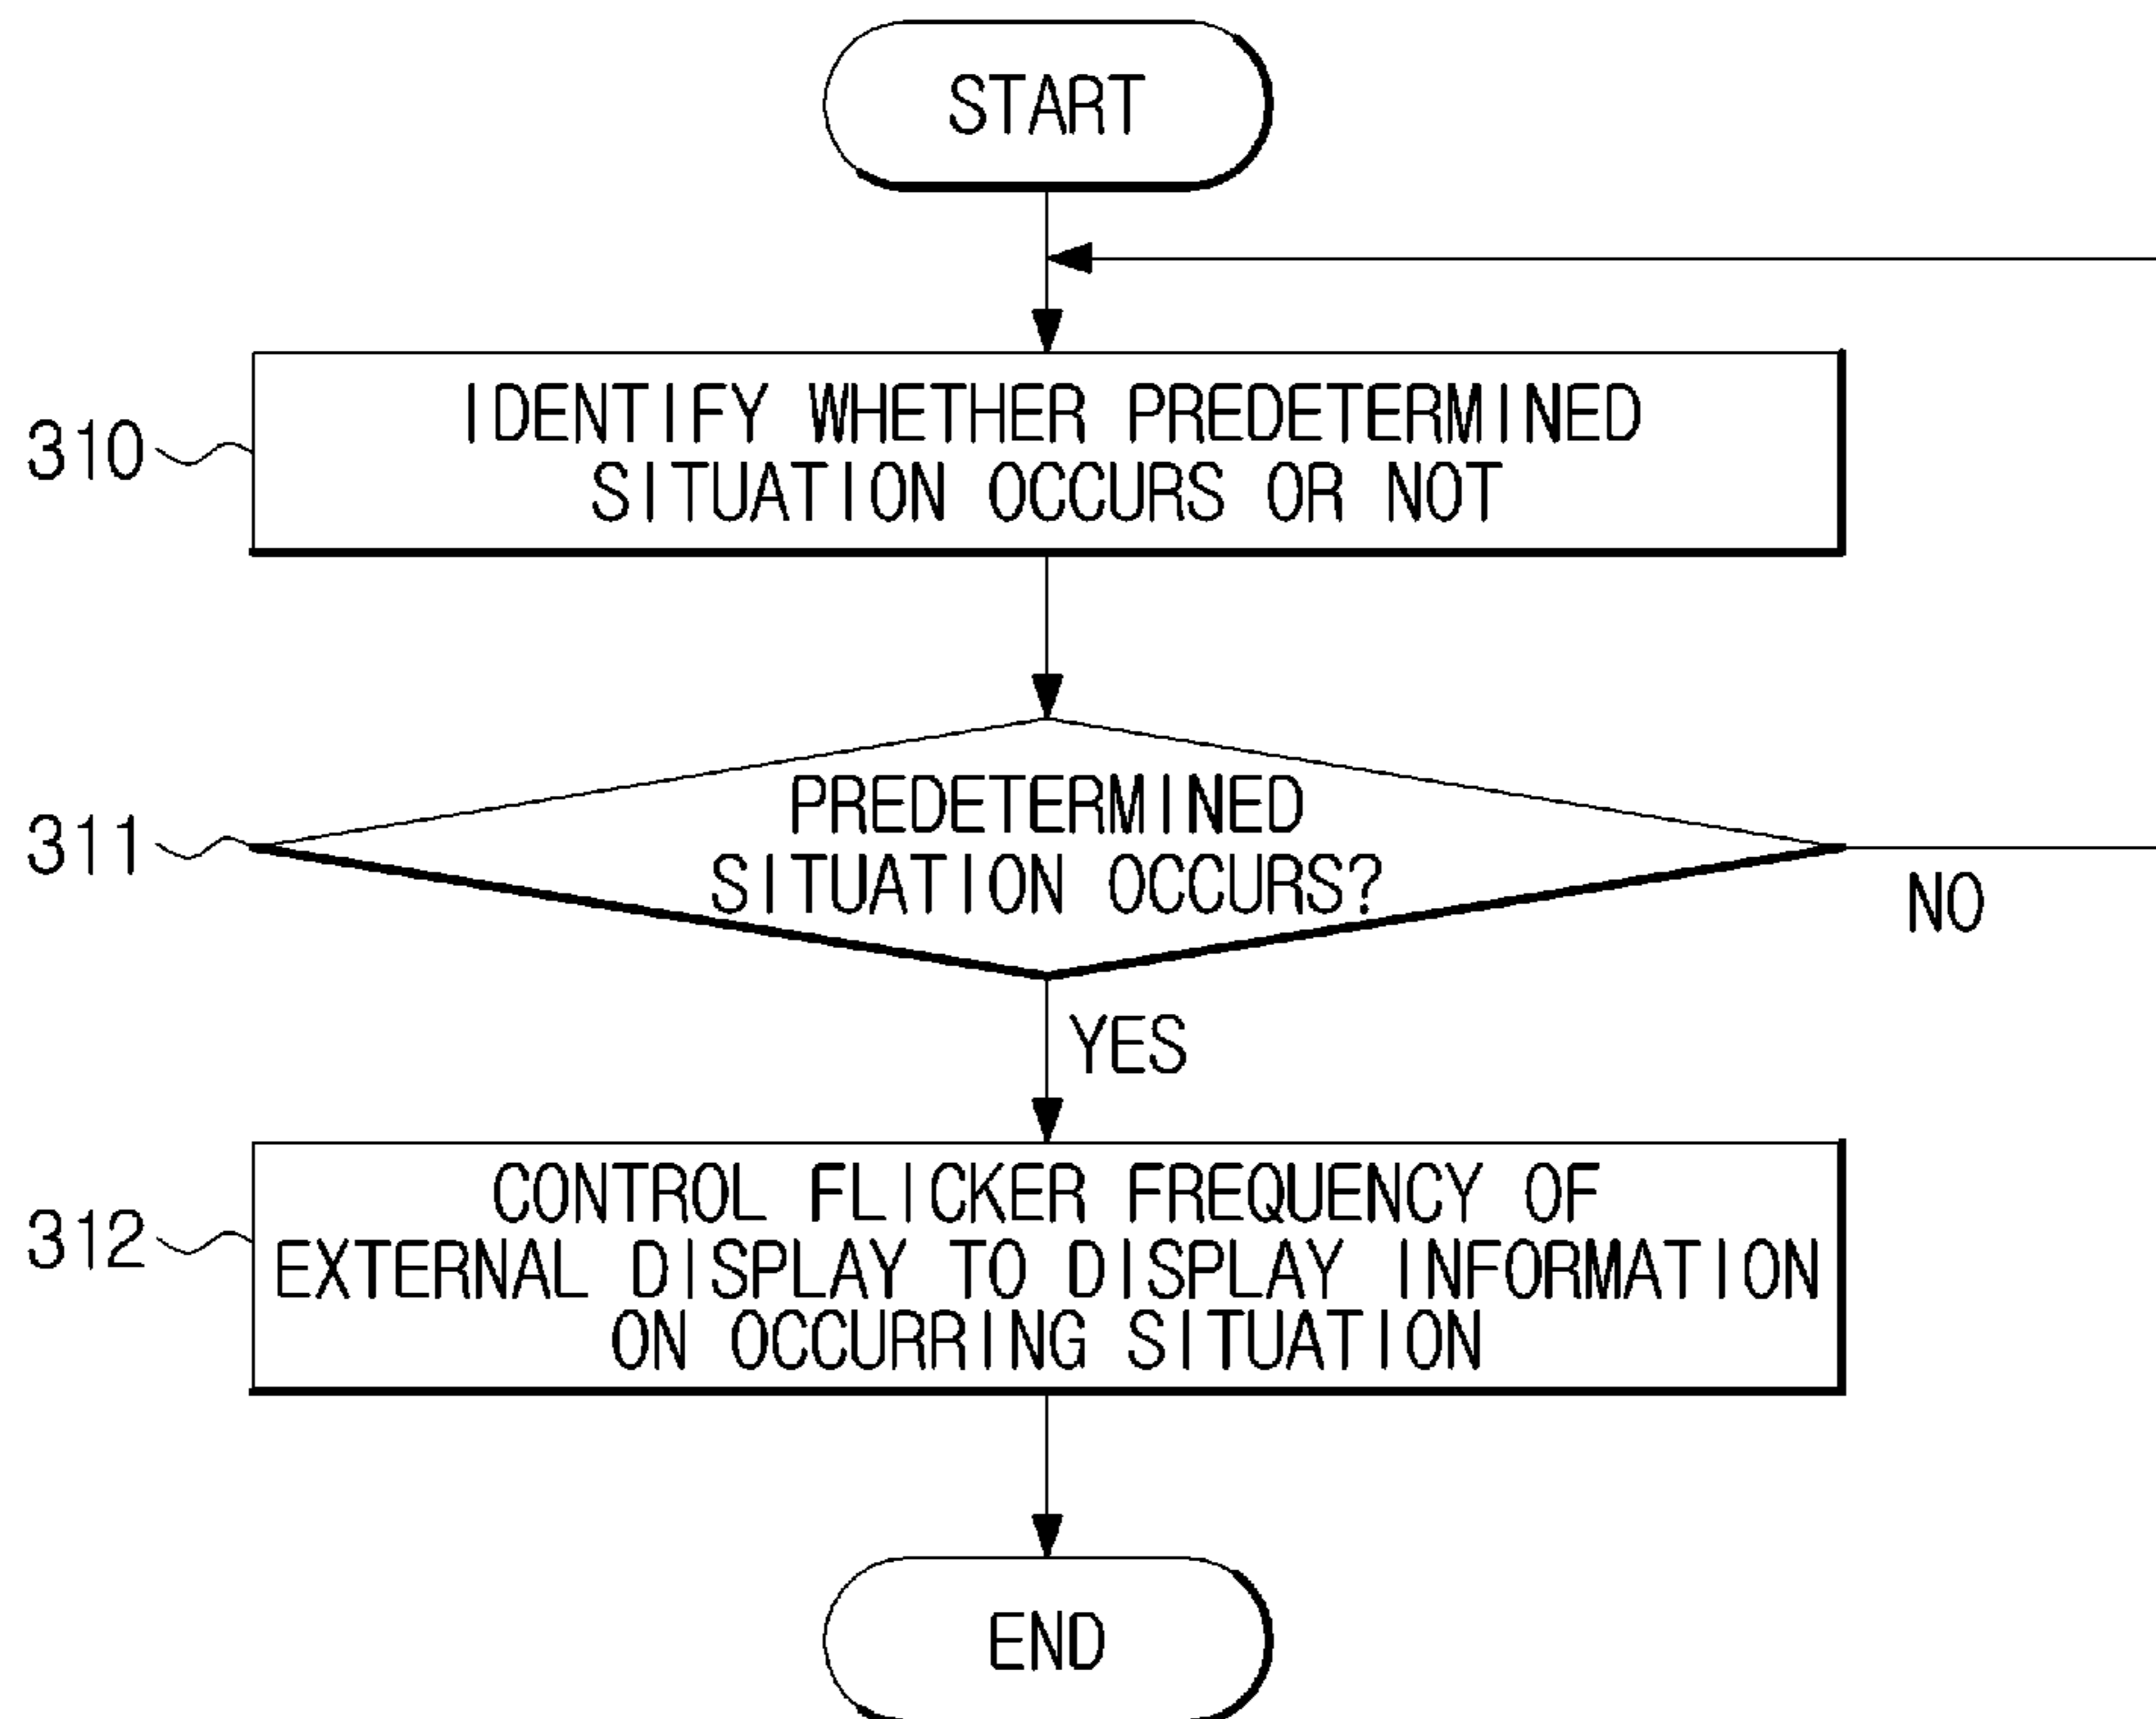 START
310
IDENTIFY WHETHER PREDETERMINED
SITUATION OCCURS OR NOT
311
PREDETERMINED
SITUATION OCCURS?
NO
YES
312
CONTROL FLICKER FREQUENCY OF
EXTERNAL DISPLAY TO DISPLAY INFORMATION
ON OCCURRING SITUATION
END